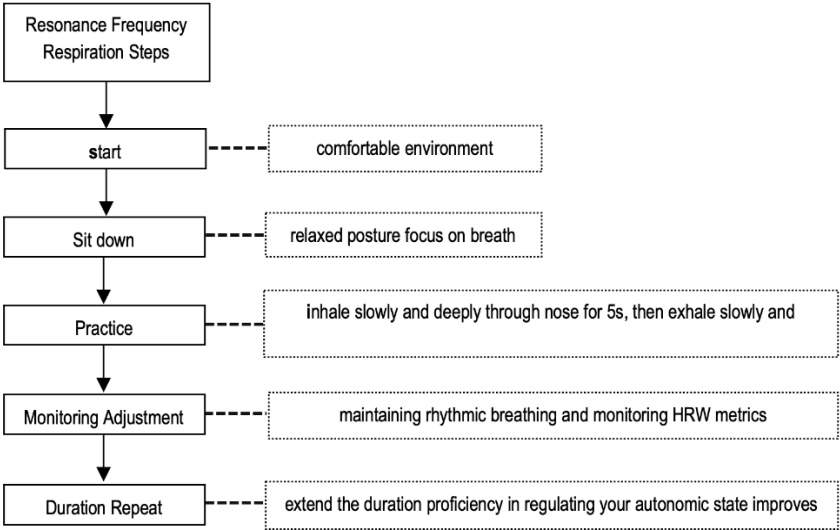 Resonance Frequency
Respiration Steps
start
comfortable environment
Sit down
relaxed posture focus on breath
Practice
inhale slowly and deeply through nose for 5s, then exhale slowly and
Monitoring Adjustment
maintaining rhythmic breathing and monitoring HRW metrics
Duration Repeat
extend the duration proficiency in regulating your autonomic state improves